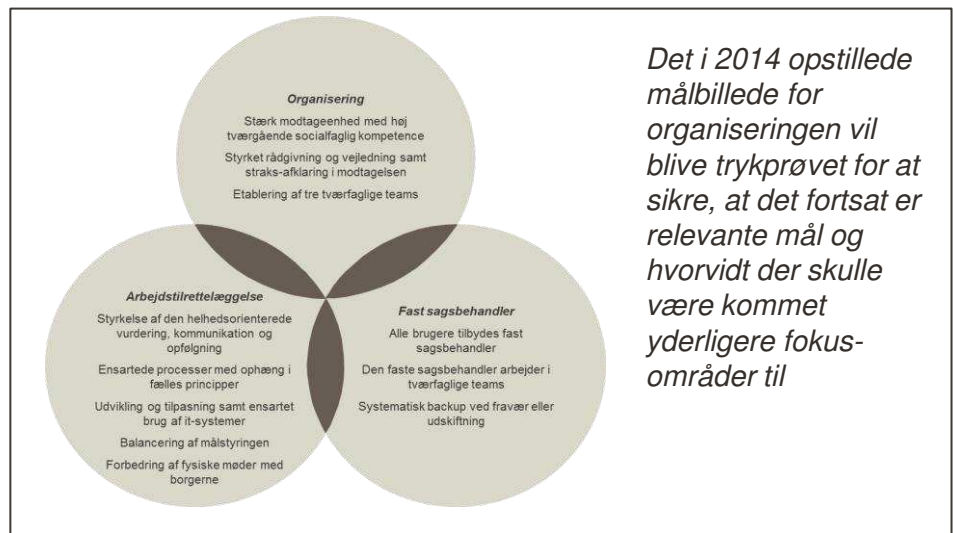 Organisering
Stærk modtageenhed med høj
tværgående socialfaglig kompetence
Styrket rådgivning og vejledning samt
straks-afklaring i modtagelsen
Etablering af tre tværfaglige teams
Arbejdstilrettelæggelse
Styrkelse af den helhedsorienterede
vurdering, kommunikation og
opfølgning
Ensartede processer med ophæng i
fælles principper
Udvikling og tilpasning samt ensartet
brug af it-systemer
Balancering af målstyringen
Forbedring af fysiske møder med
borgerne
Fast sagsbehandler
Alle brugere tilbydes fast
sagsbehandler
Den faste sagsbehandler arbejder i
tværfaglige teams
Systematisk backup ved fravær eller
udskiftning
Det i 2014 opstillede
målbillede for
organiseringen vil
blive trykprøvet for at
sikre, at det fortsat er
relevante mål og
hvorvidt der skulle
være kommet
yderligere fokus-
områder til